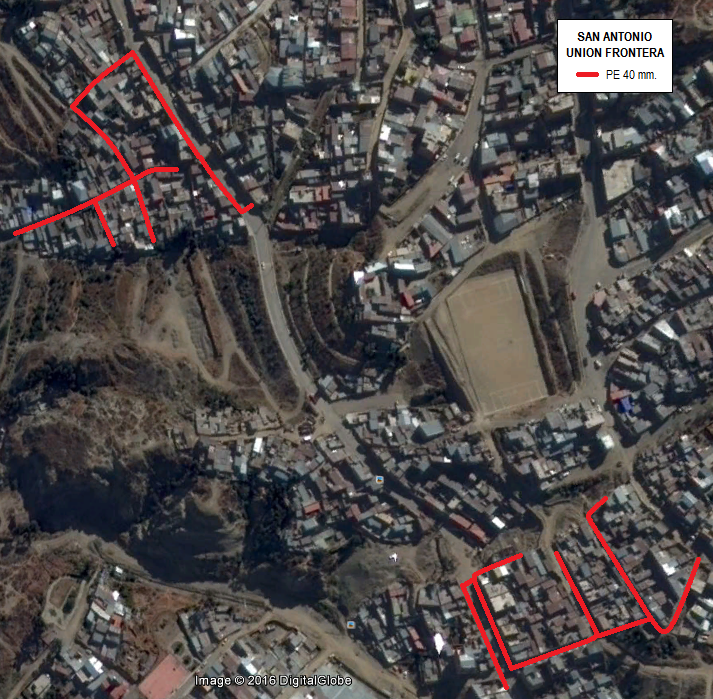 SAN ANTONIO
UNION FRONTERA
PE 40 mm.
Image © 2016 DigitalGlobe